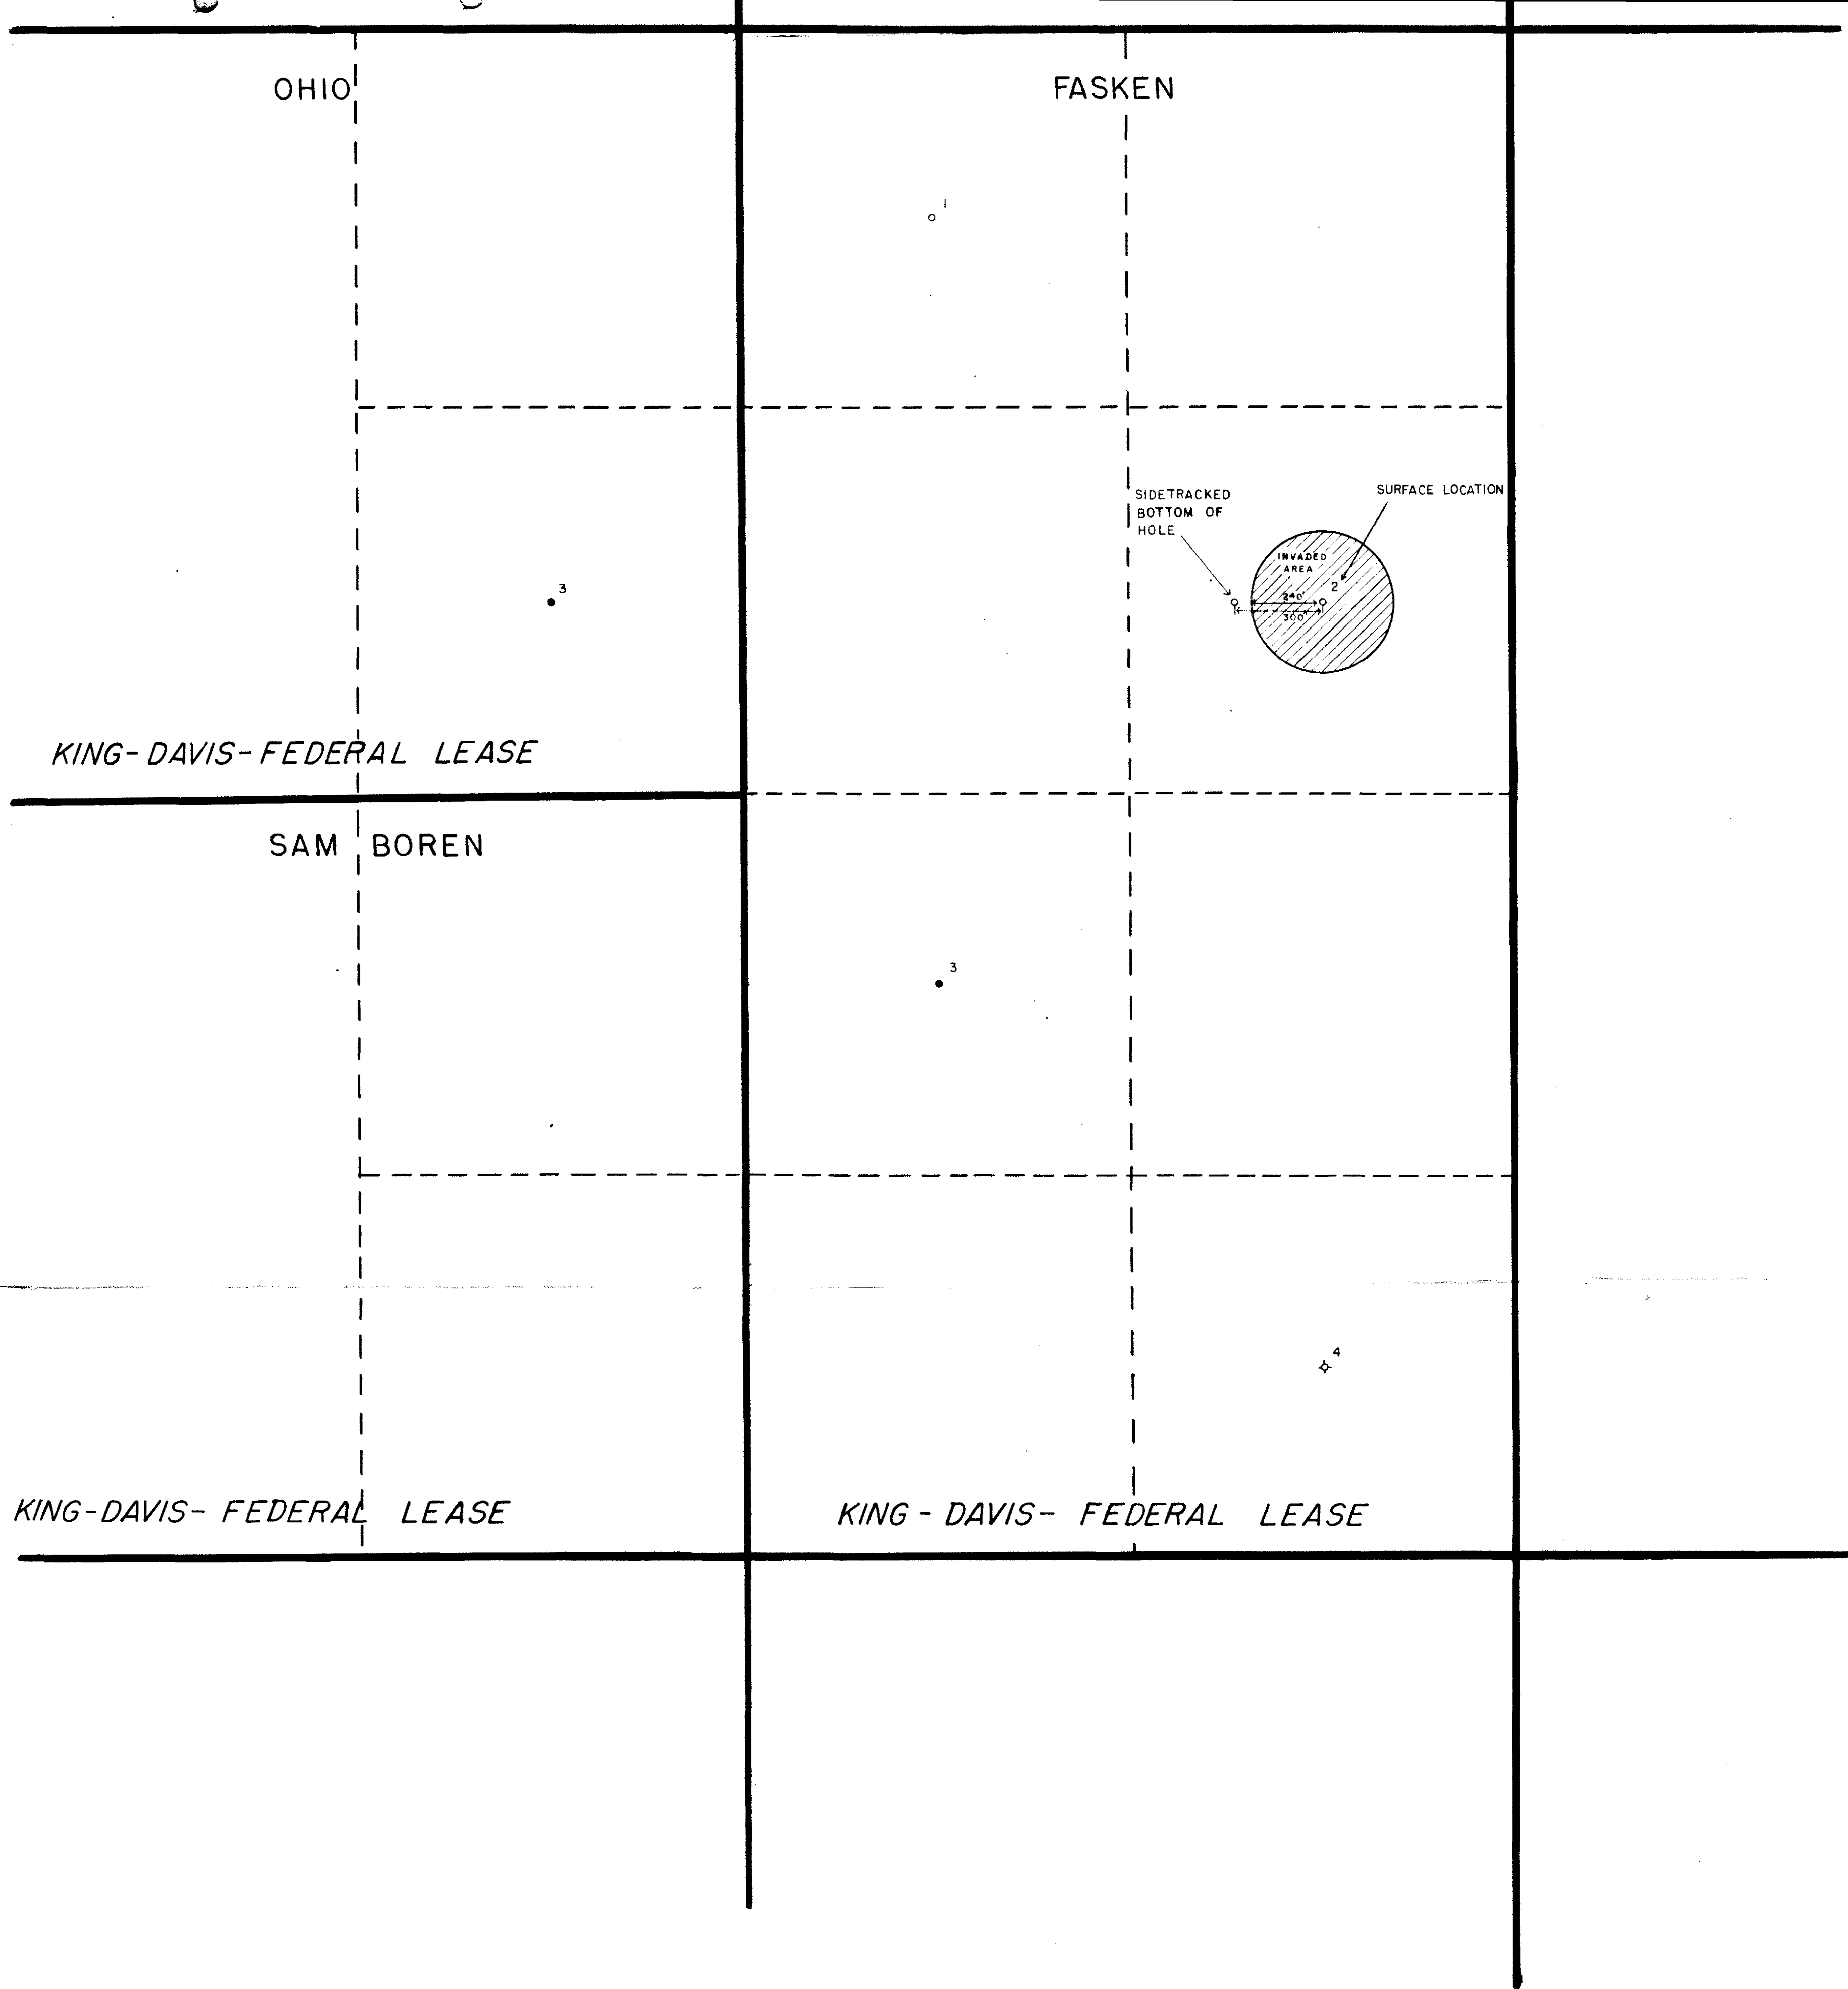 OHIO
FASKEN
1
SIDETRACKED
BOTTOM OF
HOLE
SURFACE LOCATION
INVADED
AREA
2
240'
300'
3
KING-DAVIS-FEDERAL LEASE
SAM BOREN
3
4
KING-DAVIS-FEDERAL LEASE
KING-DAVIS-FEDERAL LEASE